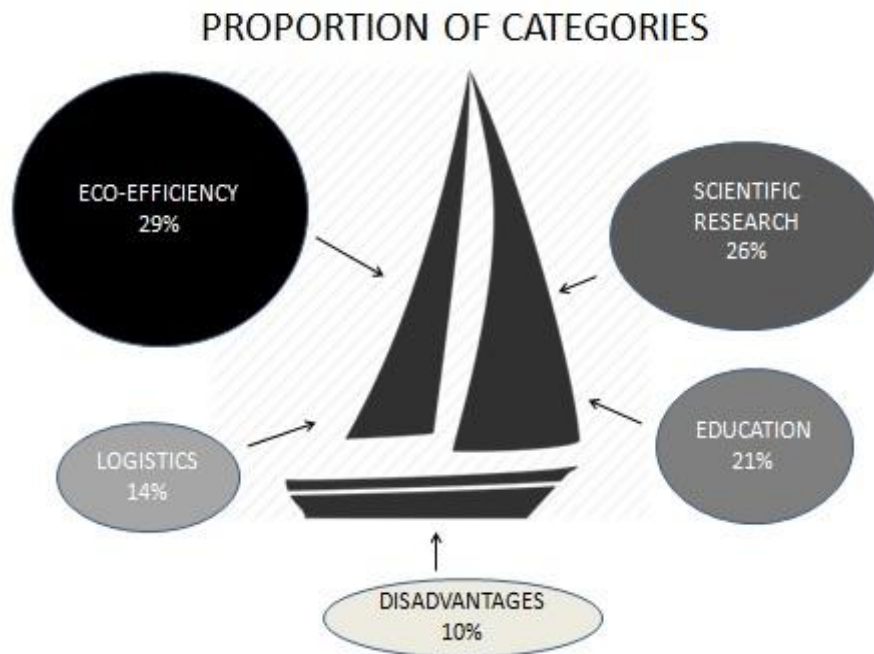 PROPORTION OF CATEGORIES
ECO-EFFICIENCY
29%
SCIENTIFIC
RESEARCH
26%
LOGISTICS
14%
EDUCATION
21%
DISADVANTAGES
10%